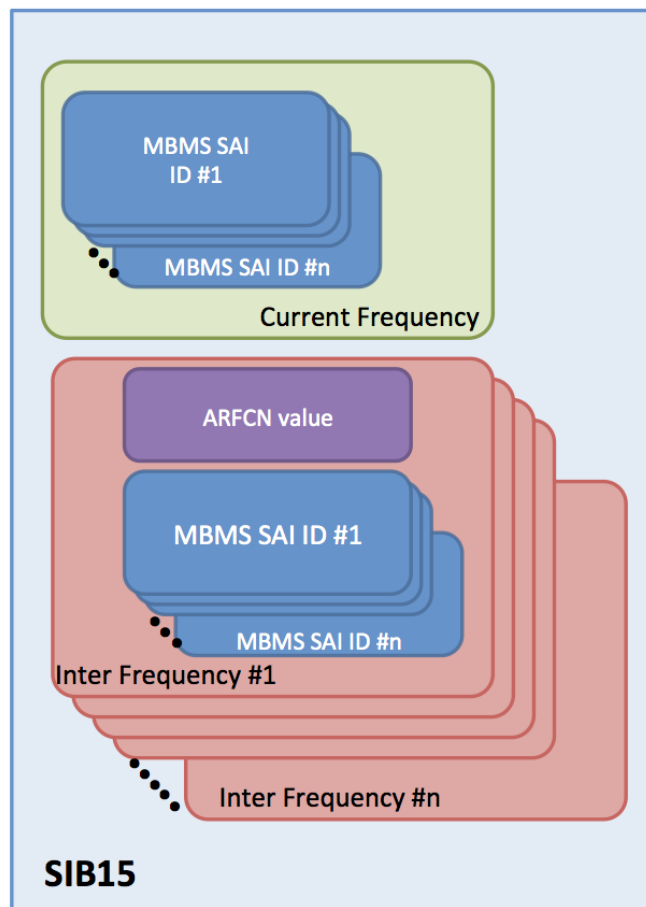 MBMS SAI
ID #1
MBMS SAI ID #n
Current Frequency
ARFCN value
MBMS SAI ID #1
MBMS SAI ID #n
Inter Frequency #1
Inter Frequency #n
SIB15